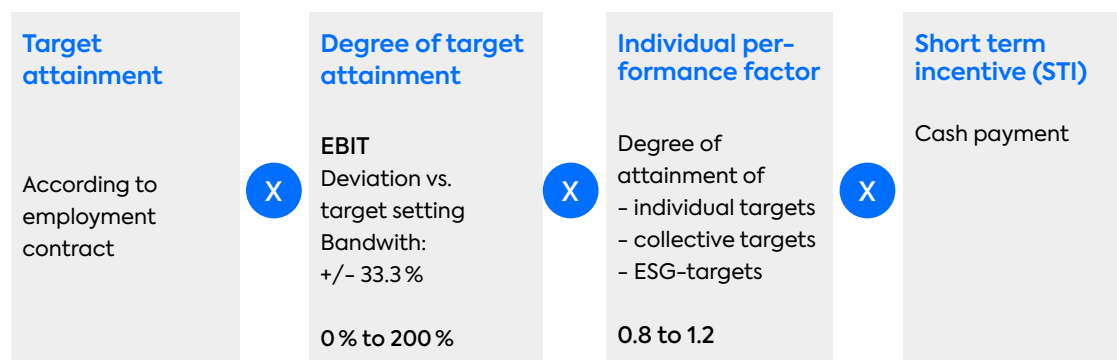 Target
attainment
According to
employment
contract
X
Degree of target
attainment
EBIT
Deviation vs.
target setting
Bandwith:
+/- 33.3 %
0 % to 200 %
X
Individual per-
formance factor
Degree of
attainment of
- individual targets
- collective targets
- ESG-targets
0.8 to 1.2
X
Short term
incentive (STI)
Cash payment